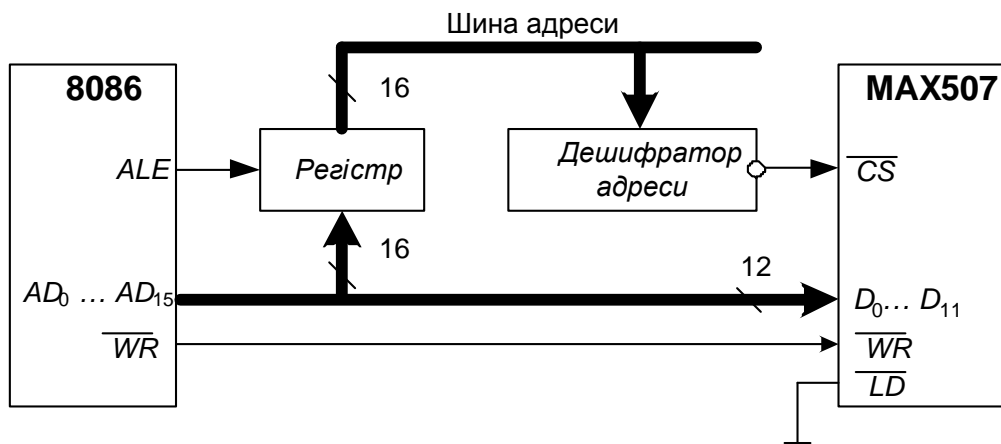 Шина адреси
8086
16
MAX507
ALE
Регістр
Дешифратор
адреси
CS
16
12
AD0 ... AD15
D0... D11
WR
WR
LD